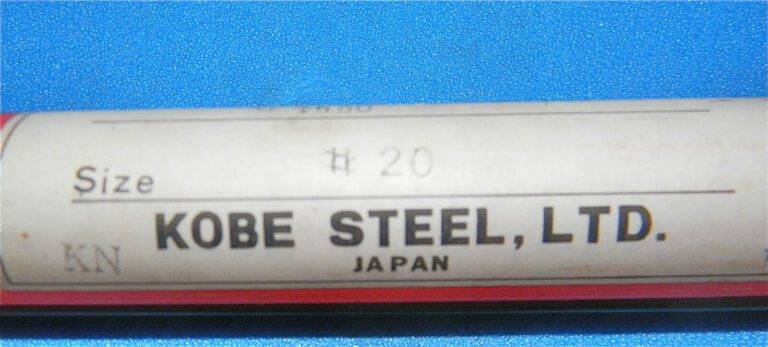 Size # 20
KOBE STEEL, LTD.
KN
JAPAN